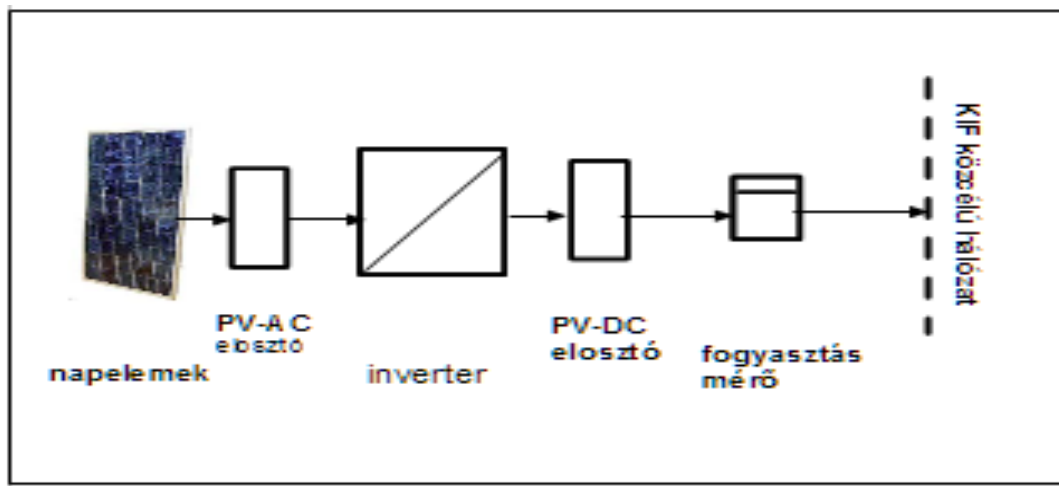 napelemek
PV-AC
elosztó
inverter
PV-DC
elosztó
fogyasztás
mérő
KIF közcélú hálózat